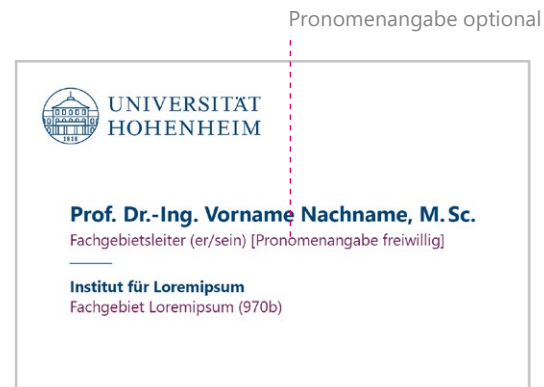 Pronomenangabe optional
UNIVERSITÄT
HOHENHEIM
1818
Prof. Dr.-Ing. Vorname Nachname, M. Sc.
Fachgebietsleiter (er/sein) [Pronomenangabe freiwillig]
Institut für Loremipsum
Fachgebiet Loremipsum (970b)